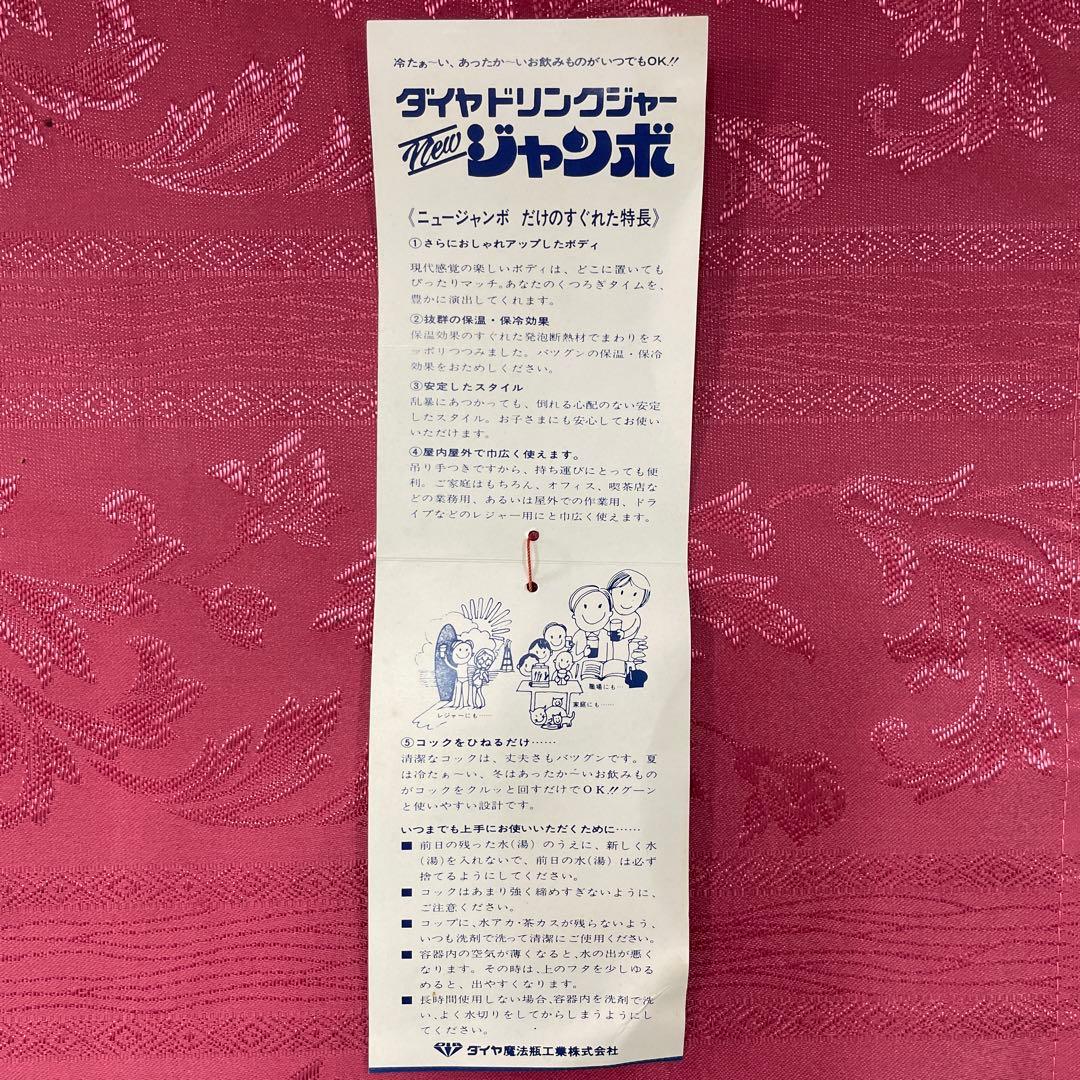 冷たぁ〜い、あったか〜いお飲みものがいつでもOK!!
ダイヤドリンクジャー
New ジャンボ
《ニュージャンボ だけのすぐれた特長》
①さらにおしゃれアップしたボディ
現代感覚の楽しいボディは、どこに置いても
ぴったりマッチ。あなたのくつろぎタイムを、
豊かに演出してくれます。
②抜群の保温・保冷効果
保温効果のすぐれた発泡断熱材でまわりをス
ッポリつつみました。バツグンの保温・保冷
効果をおためしください。
③安定したスタイル
乱暴にあつかっても、倒れる心配のない安定
したスタイル。お子さまにも安心してお使い
いただけます。
④屋内屋外で巾広く使えます。
吊り手つきですから、持ち運びにとっても便
利。ご家庭はもちろん、オフィス、喫茶店な
どの業務用、あるいは屋外での作業用、ドラ
イブなどのレジャー用にと巾広く使えます。
職場にも…
家庭にも……
レジャーにも……
⑤コックをひねるだけ……
清潔なコックは、丈夫さもバツグンです。夏
は冷たぁ〜い、冬はあったか〜いお飲みもの
がコックをクルッと回すだけでOK!!グーン
と使いやすい設計です。
いつまでも上手にお使いいただくために……
■ 前日の残った水(湯)のうえに、新しく水
(湯)を入れないで、前日の水(湯)は必ず
捨てるようにしてください。
■ コックはあまり強く締めすぎないように、
ご注意ください。
■ コップに、水アカ・茶カスが残らないよう、
いつも洗剤で洗って清潔にご使用ください。
■ 容器内の空気が薄くなると、水の出が悪く
なります。その時は、上のフタを少しゆる
めると、出やすくなります。
■ 長時間使用しない場合、容器内を洗剤で洗
い、よく水切りをしてからしまうようにし
てください。
ダイヤ魔法瓶工業株式会社